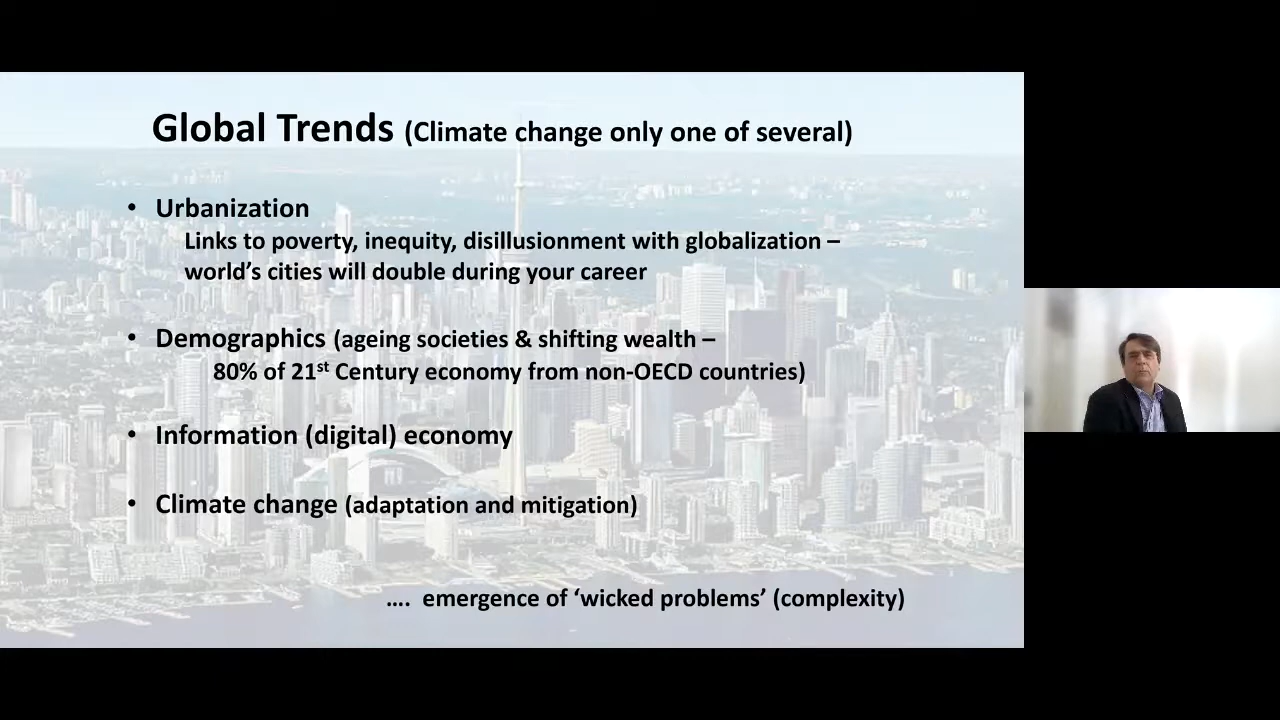 Global Trends (Climate change only one of several)
• Urbanization
Links to poverty, inequity, disillusionment with globalization –
world's cities will double during your career
• Demographics (ageing societies & shifting wealth –
80% of 21st Century economy from non-OECD countries)
• Information (digital) economy
• Climate change (adaptation and mitigation)
.... emergence of ‘wicked problems’ (complexity)